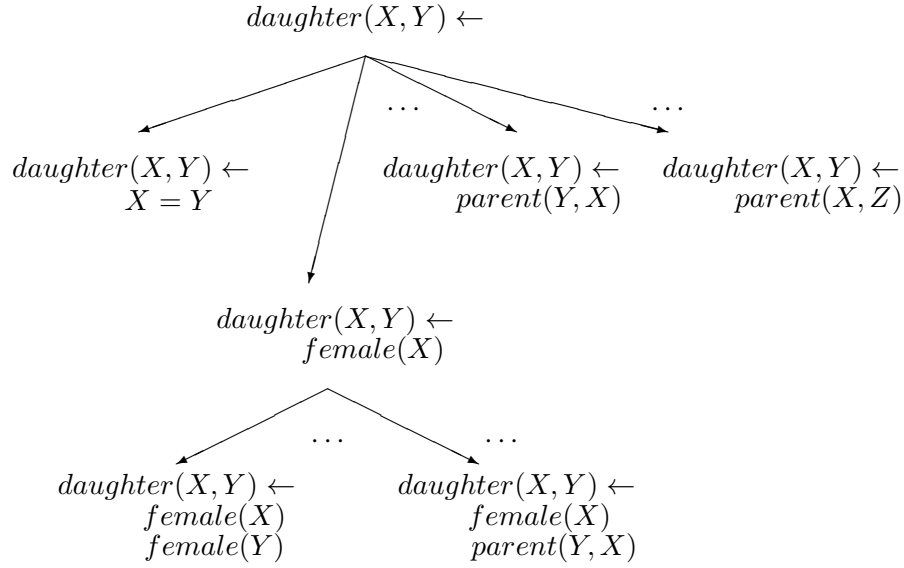 daughter(X, Y) ←
… …
daughter(X, Y) ← daughter(X, Y) ← daughter(X, Y) ←
X = Y parent(Y, X) parent(X, Z)
daughter(X, Y) ←
female(X)
… …
daughter(X, Y) ← daughter(X, Y) ←
female(X) female(X)
female(Y) parent(Y, X)